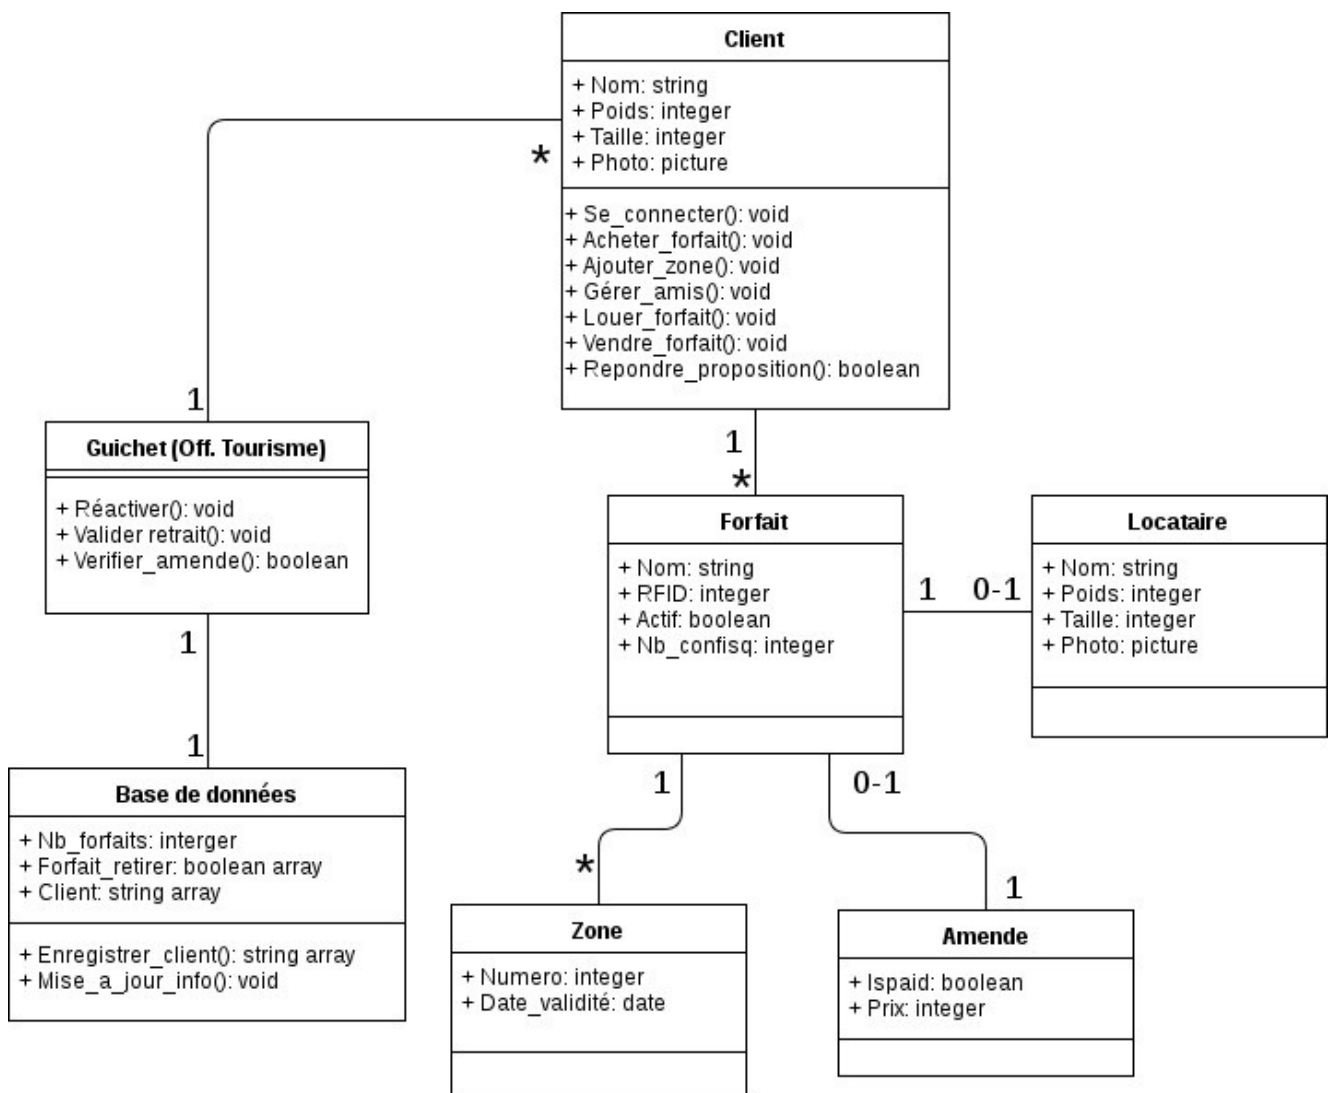 Client
+ Nom: string
+ Poids: integer
+ Taille: integer
+ Photo: picture
*
+ Se_connecter(): void
+ Acheter_forfait(): void
+ Ajouter_zone(): void
+ Gérer_amis(): void
+ Louer_forfait(): void
+ Vendre_forfait(): void
+ Repondre_proposition(): boolean
1
Guichet (Off. Tourisme)
+ Réactiver(): void
+ Valider retrait(): void
+ Verifier_amende(): boolean
1
*
Forfait
+ Nom: string
+ RFID: integer
+ Actif: boolean
+ Nb_confisq: integer
1 0-1
Locataire
+ Nom: string
+ Poids: integer
+ Taille: integer
+ Photo: picture
1
1
Base de données
+ Nb_forfaits: interger
+ Forfait_retirer: boolean array
+ Client: string array
+ Enregistrer_client(): string array
+ Mise_a_jour_info(): void
1
*
Zone
+ Numero: integer
+ Date_validité: date
0-1
1
Amende
+ Ispaid: boolean
+ Prix: integer